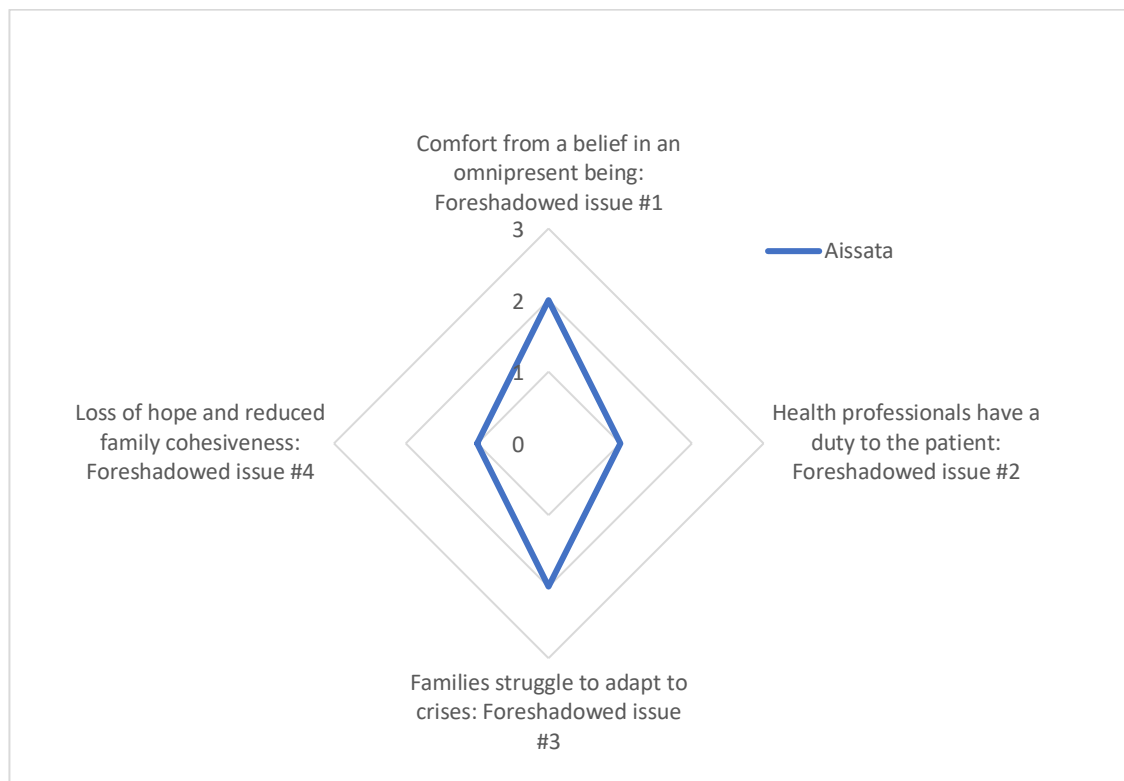 Comfort from a belief in an
omnipresent being:
Foreshadowed issue #1
3
Aissata
2
1
Loss of hope and reduced
family cohesiveness:
Foreshadowed issue #4
0
Health professionals have a
duty to the patient:
Foreshadowed issue #2
Families struggle to adapt to
crises: Foreshadowed issue
#3